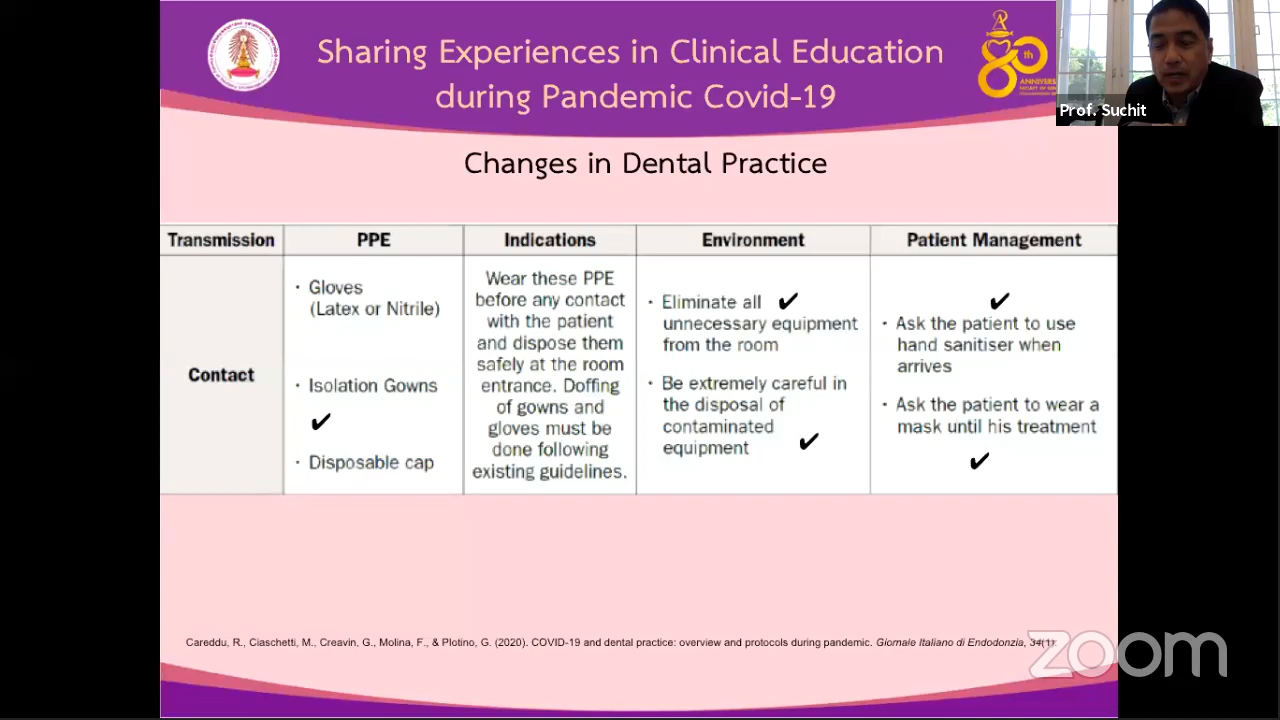 Sharing Experiences in Clinical Education
during Pandemic Covid-19
80th
ANNIVERS
Prof. Suchit
Changes in Dental Practice
Transmission
PPE
Indications
Environment
Patient Management
Contact
· Gloves
(Latex or Nitrile)
· Isolation Gowns
✔
· Disposable cap
Wear these PPE
before any contact
with the patient
and dispose them
safely at the room
entrance. Doffing
of gowns and
gloves must be
done following
existing guidelines.
· Eliminate all ✔
unnecessary equipment
from the room
· Be extremely careful in
the disposal of
contaminated
equipment ✔
✔
· Ask the patient to use
hand sanitiser when
arrives
· Ask the patient to wear a
mask until his treatment
✔
Careddu, R., Ciaschetti, M., Creavin, G., Molina, F., & Plotino, G. (2020). COVID-19 and dental practice: overview and protocols during pandemic. Giornale Italiano di Endodonzia, 34(1).
zoom